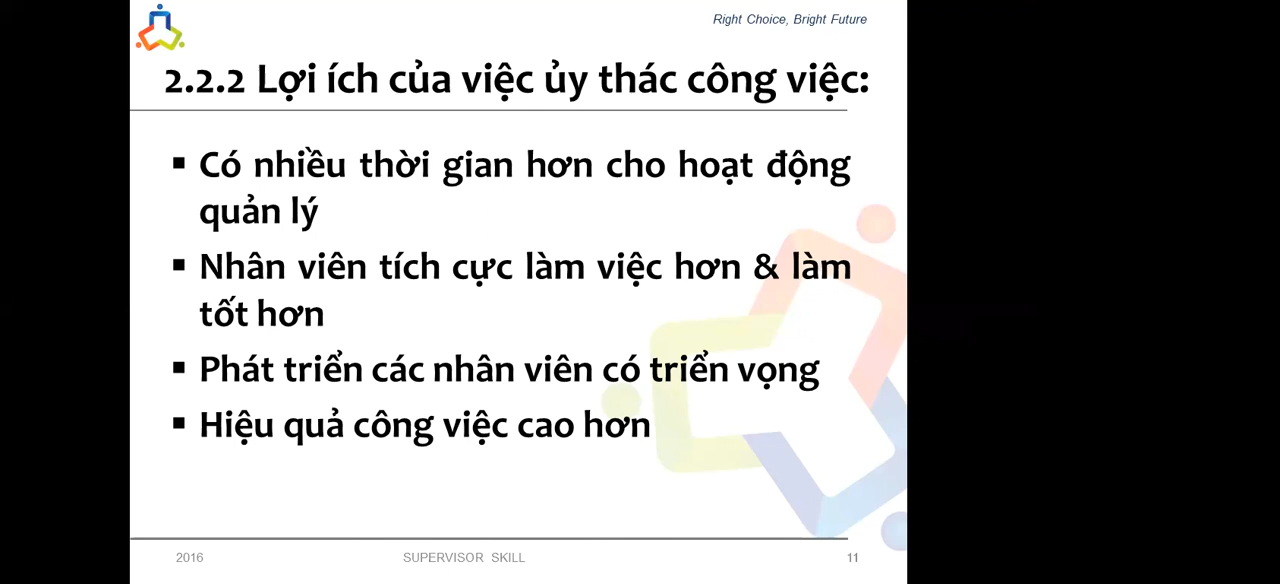 Right Choice, Bright Future
2.2.2 Lợi ích của việc ủy thác công việc:
▪ Có nhiều thời gian hơn cho hoạt động
quản lý
▪ Nhân viên tích cực làm việc hơn & làm
tốt hơn
▪ Phát triển các nhân viên có triển vọng
▪ Hiệu quả công việc cao hơn
2016 SUPERVISOR SKILL 11